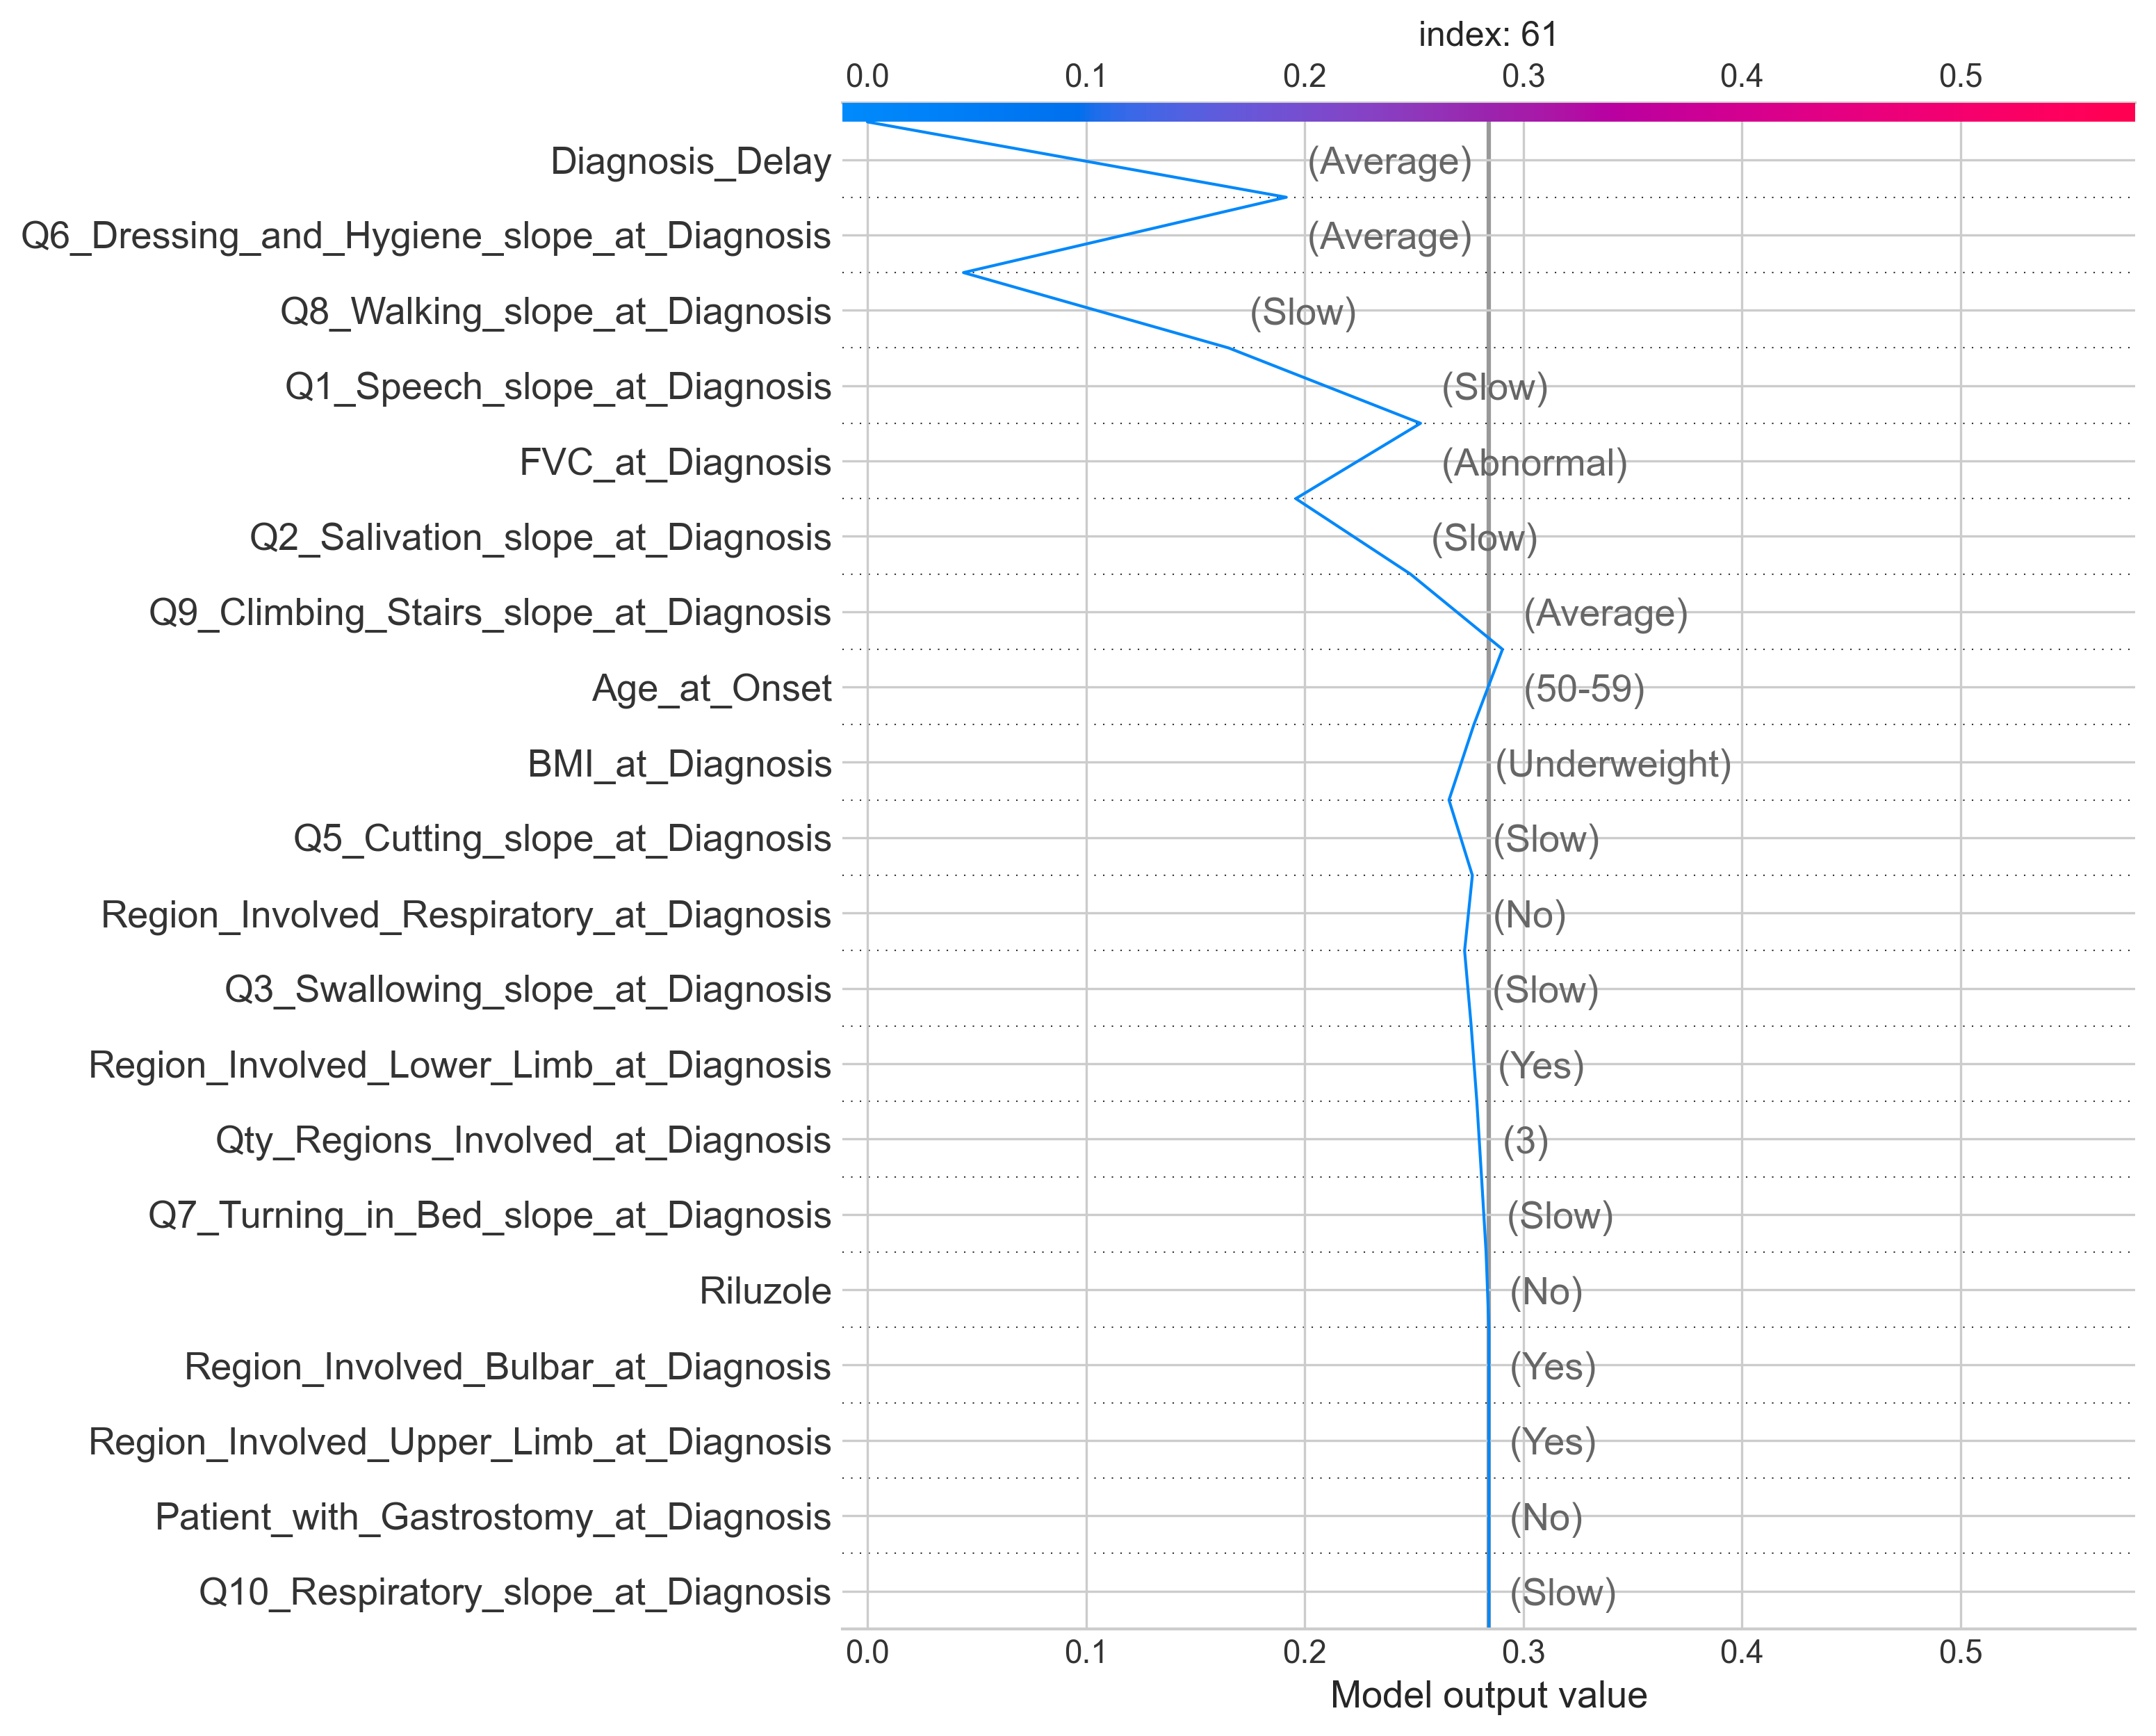 index: 61
0.0 0.1 0.2 0.3 0.4 0.5
Diagnosis_Delay (Average)
Q6_Dressing_and_Hygiene_slope_at_Diagnosis (Average)
Q8_Walking_slope_at_Diagnosis (Slow)
Q1_Speech_slope_at_Diagnosis (Slow)
FVC_at_Diagnosis (Abnormal)
Q2_Salivation_slope_at_Diagnosis (Slow)
Q9_Climbing_Stairs_slope_at_Diagnosis (Average)
Age_at_Onset (50-59)
BMI_at_Diagnosis (Underweight)
Q5_Cutting_slope_at_Diagnosis (Slow)
Region_Involved_Respiratory_at_Diagnosis (No)
Q3_Swallowing_slope_at_Diagnosis (Slow)
Region_Involved_Lower_Limb_at_Diagnosis (Yes)
Qty_Regions_Involved_at_Diagnosis (3)
Q7_Turning_in_Bed_slope_at_Diagnosis (Slow)
Riluzole (No)
Region_Involved_Bulbar_at_Diagnosis (Yes)
Region_Involved_Upper_Limb_at_Diagnosis (Yes)
Patient_with_Gastrostomy_at_Diagnosis (No)
Q10_Respiratory_slope_at_Diagnosis (Slow)
0.0 0.1 0.2 0.3 0.4 0.5
Model output value